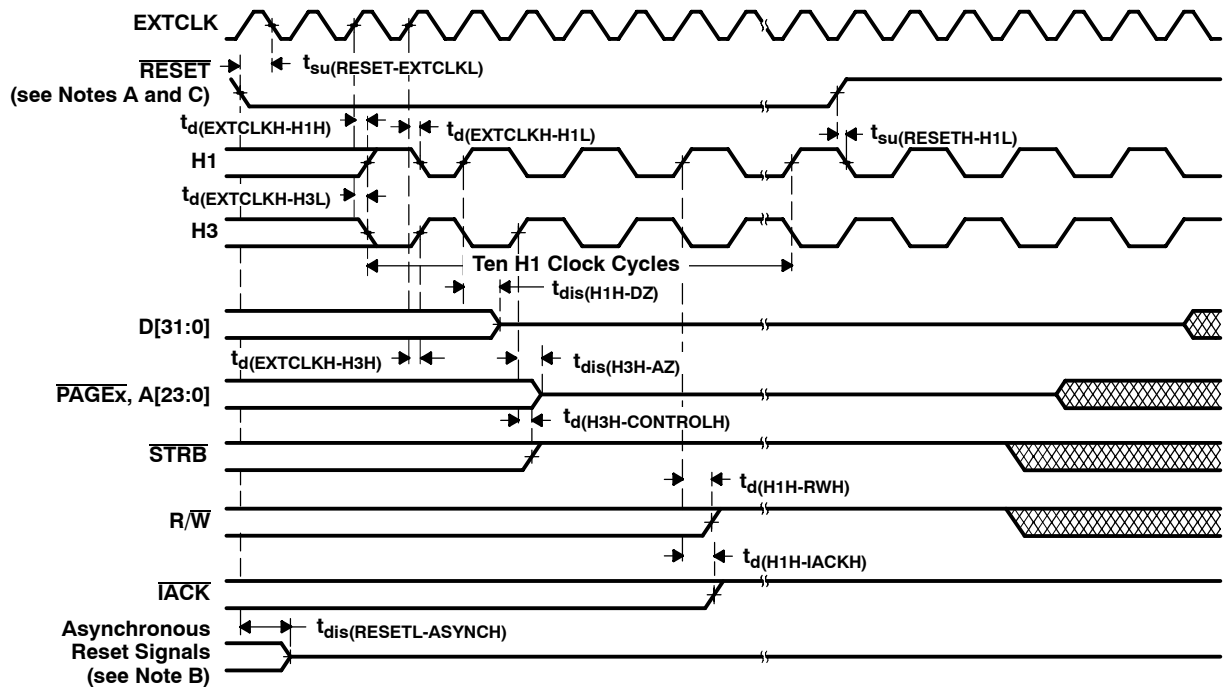 EXTCLK
tsu(RESET-EXTCLKL)
RESET
(see Notes A and C)
td(EXTCLKH-H1H)
td(EXTCLKH-H1L)
tsu(RESETH-H1L)
H1
td(EXTCLKH-H3L)
H3
Ten H1 Clock Cycles
tdis(H1H-DZ)
D[31:0]
td(EXTCLKH-H3H)
tdis(H3H-AZ)
PAGEx, A[23:0]
td(H3H-CONTROLH)
STRB
td(H1H-RWH)
R/W
td(H1H-IACKH)
IACK
Asynchronous
Reset Signals
(see Note B)
tdis(RESETL-ASYNCH)